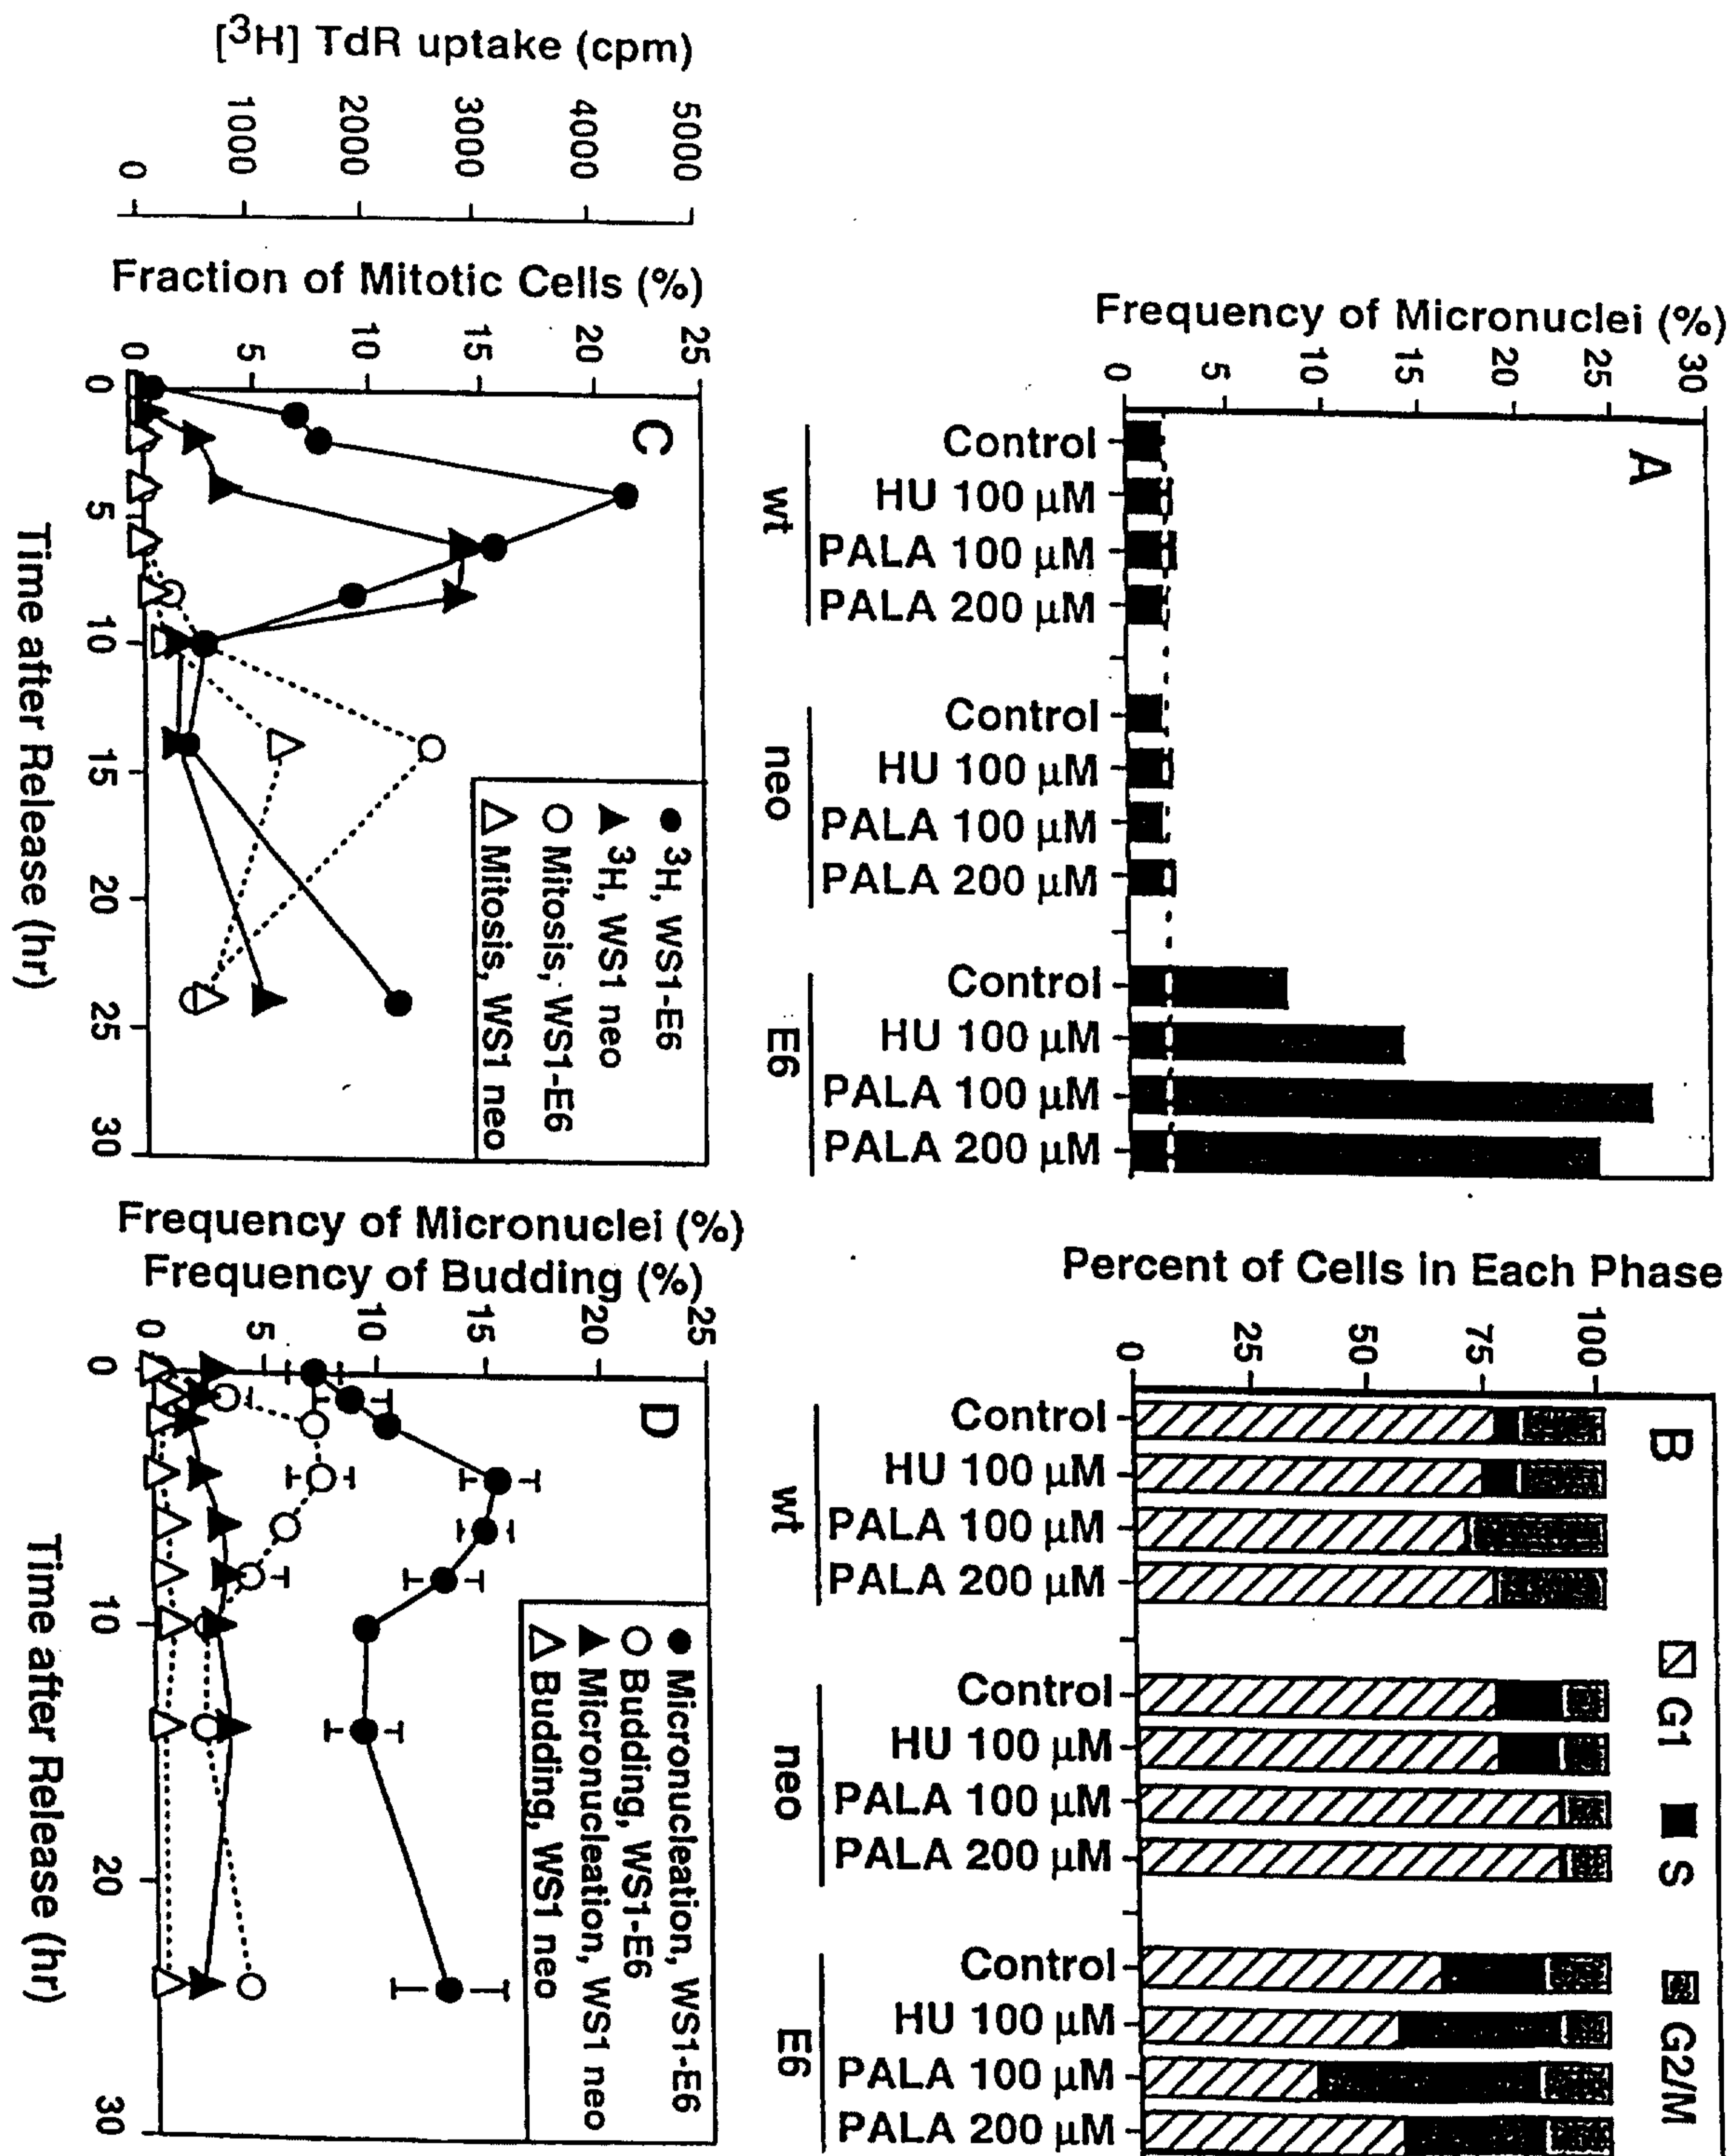 A
Frequency of Micronuclei (%)
0 5 10 15 20 25 30
Control
HU 100 µM
PALA 100 µM
PALA 200 µM
wt
Control
HU 100 µM
PALA 100 µM
PALA 200 µM
neo
Control
HU 100 µM
PALA 100 µM
PALA 200 µM
E6
B
G1 S G2/M
Percent of Cells in Each Phase
0 25 50 75 100
Control
HU 100 µM
PALA 100 µM
PALA 200 µM
wt
Control
HU 100 µM
PALA 100 µM
PALA 200 µM
neo
Control
HU 100 µM
PALA 100 µM
PALA 200 µM
E6
C
[3H] TdR uptake (cpm)
0 1000 2000 3000 4000 5000
Fraction of Mitotic Cells (%)
0 5 10 15 20 25
3H, WS1-E6
3H, WS1 neo
Mitosis, WS1-E6
Mitosis, WS1 neo
0 5 10 15 20 25 30
Time after Release (hr)
D
Frequency of Micronuclei (%)
Frequency of Budding (%)
0 5 10 15 20 25
Micronucleation, WS1-E6
Budding, WS1-E6
Micronucleation, WS1 neo
Budding, WS1 neo
0 10 20 30
Time after Release (hr)